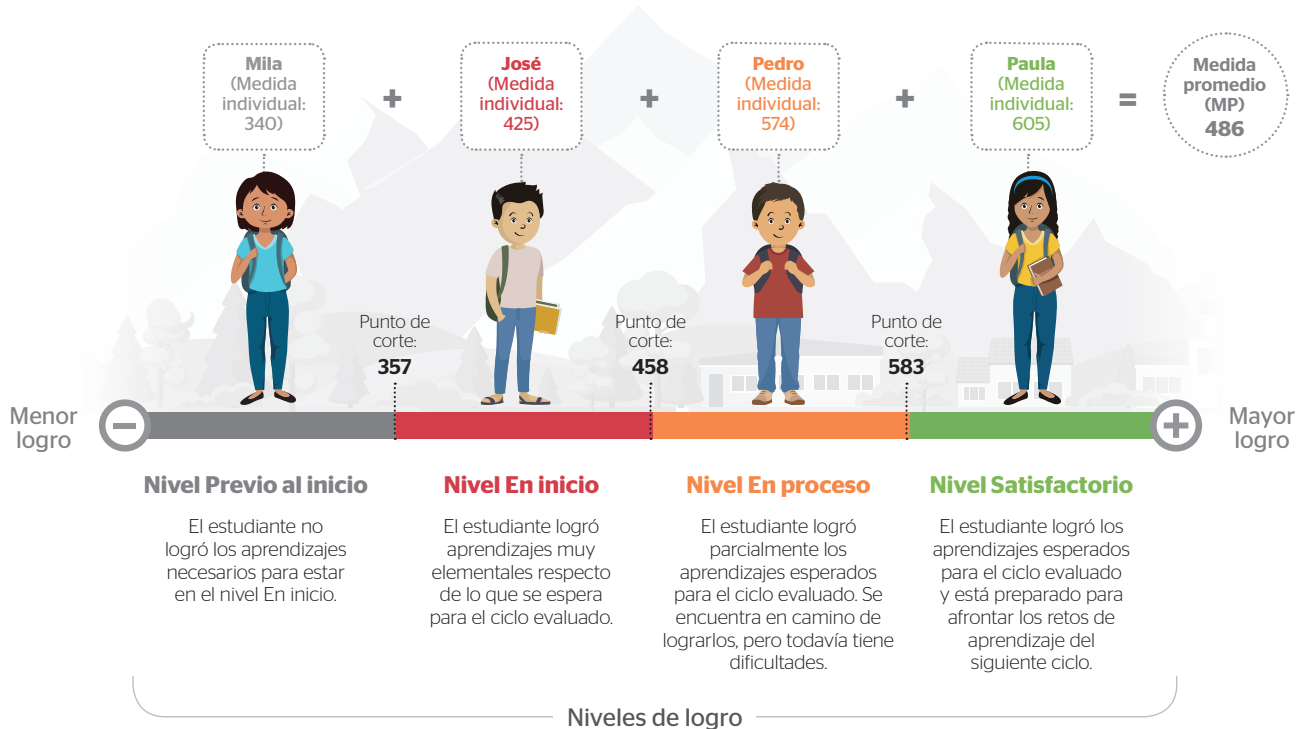 Mila
(Medida
individual:
340)
+
José
(Medida
individual:
425)
+
Pedro
(Medida
individual:
574)
+
Paula
(Medida
individual:
605)
=
Medida
promedio
(MP)
486
Punto de
corte:
357
Punto de
corte:
458
Punto de
corte:
583
Menor
logro
−
+
Mayor
logro
Nivel Previo al inicio
El estudiante no
logró los aprendizajes
necesarios para estar
en el nivel En inicio.
Nivel En inicio
El estudiante logró
aprendizajes muy
elementales respecto
de lo que se espera
para el ciclo evaluado.
Nivel En proceso
El estudiante logró
parcialmente los
aprendizajes esperados
para el ciclo evaluado. Se
encuentra en camino de
lograrlos, pero todavía tiene
dificultades.
Nivel Satisfactorio
El estudiante logró los
aprendizajes esperados
para el ciclo evaluado
y está preparado para
afrontar los retos de
aprendizaje del
siguiente ciclo.
Niveles de logro